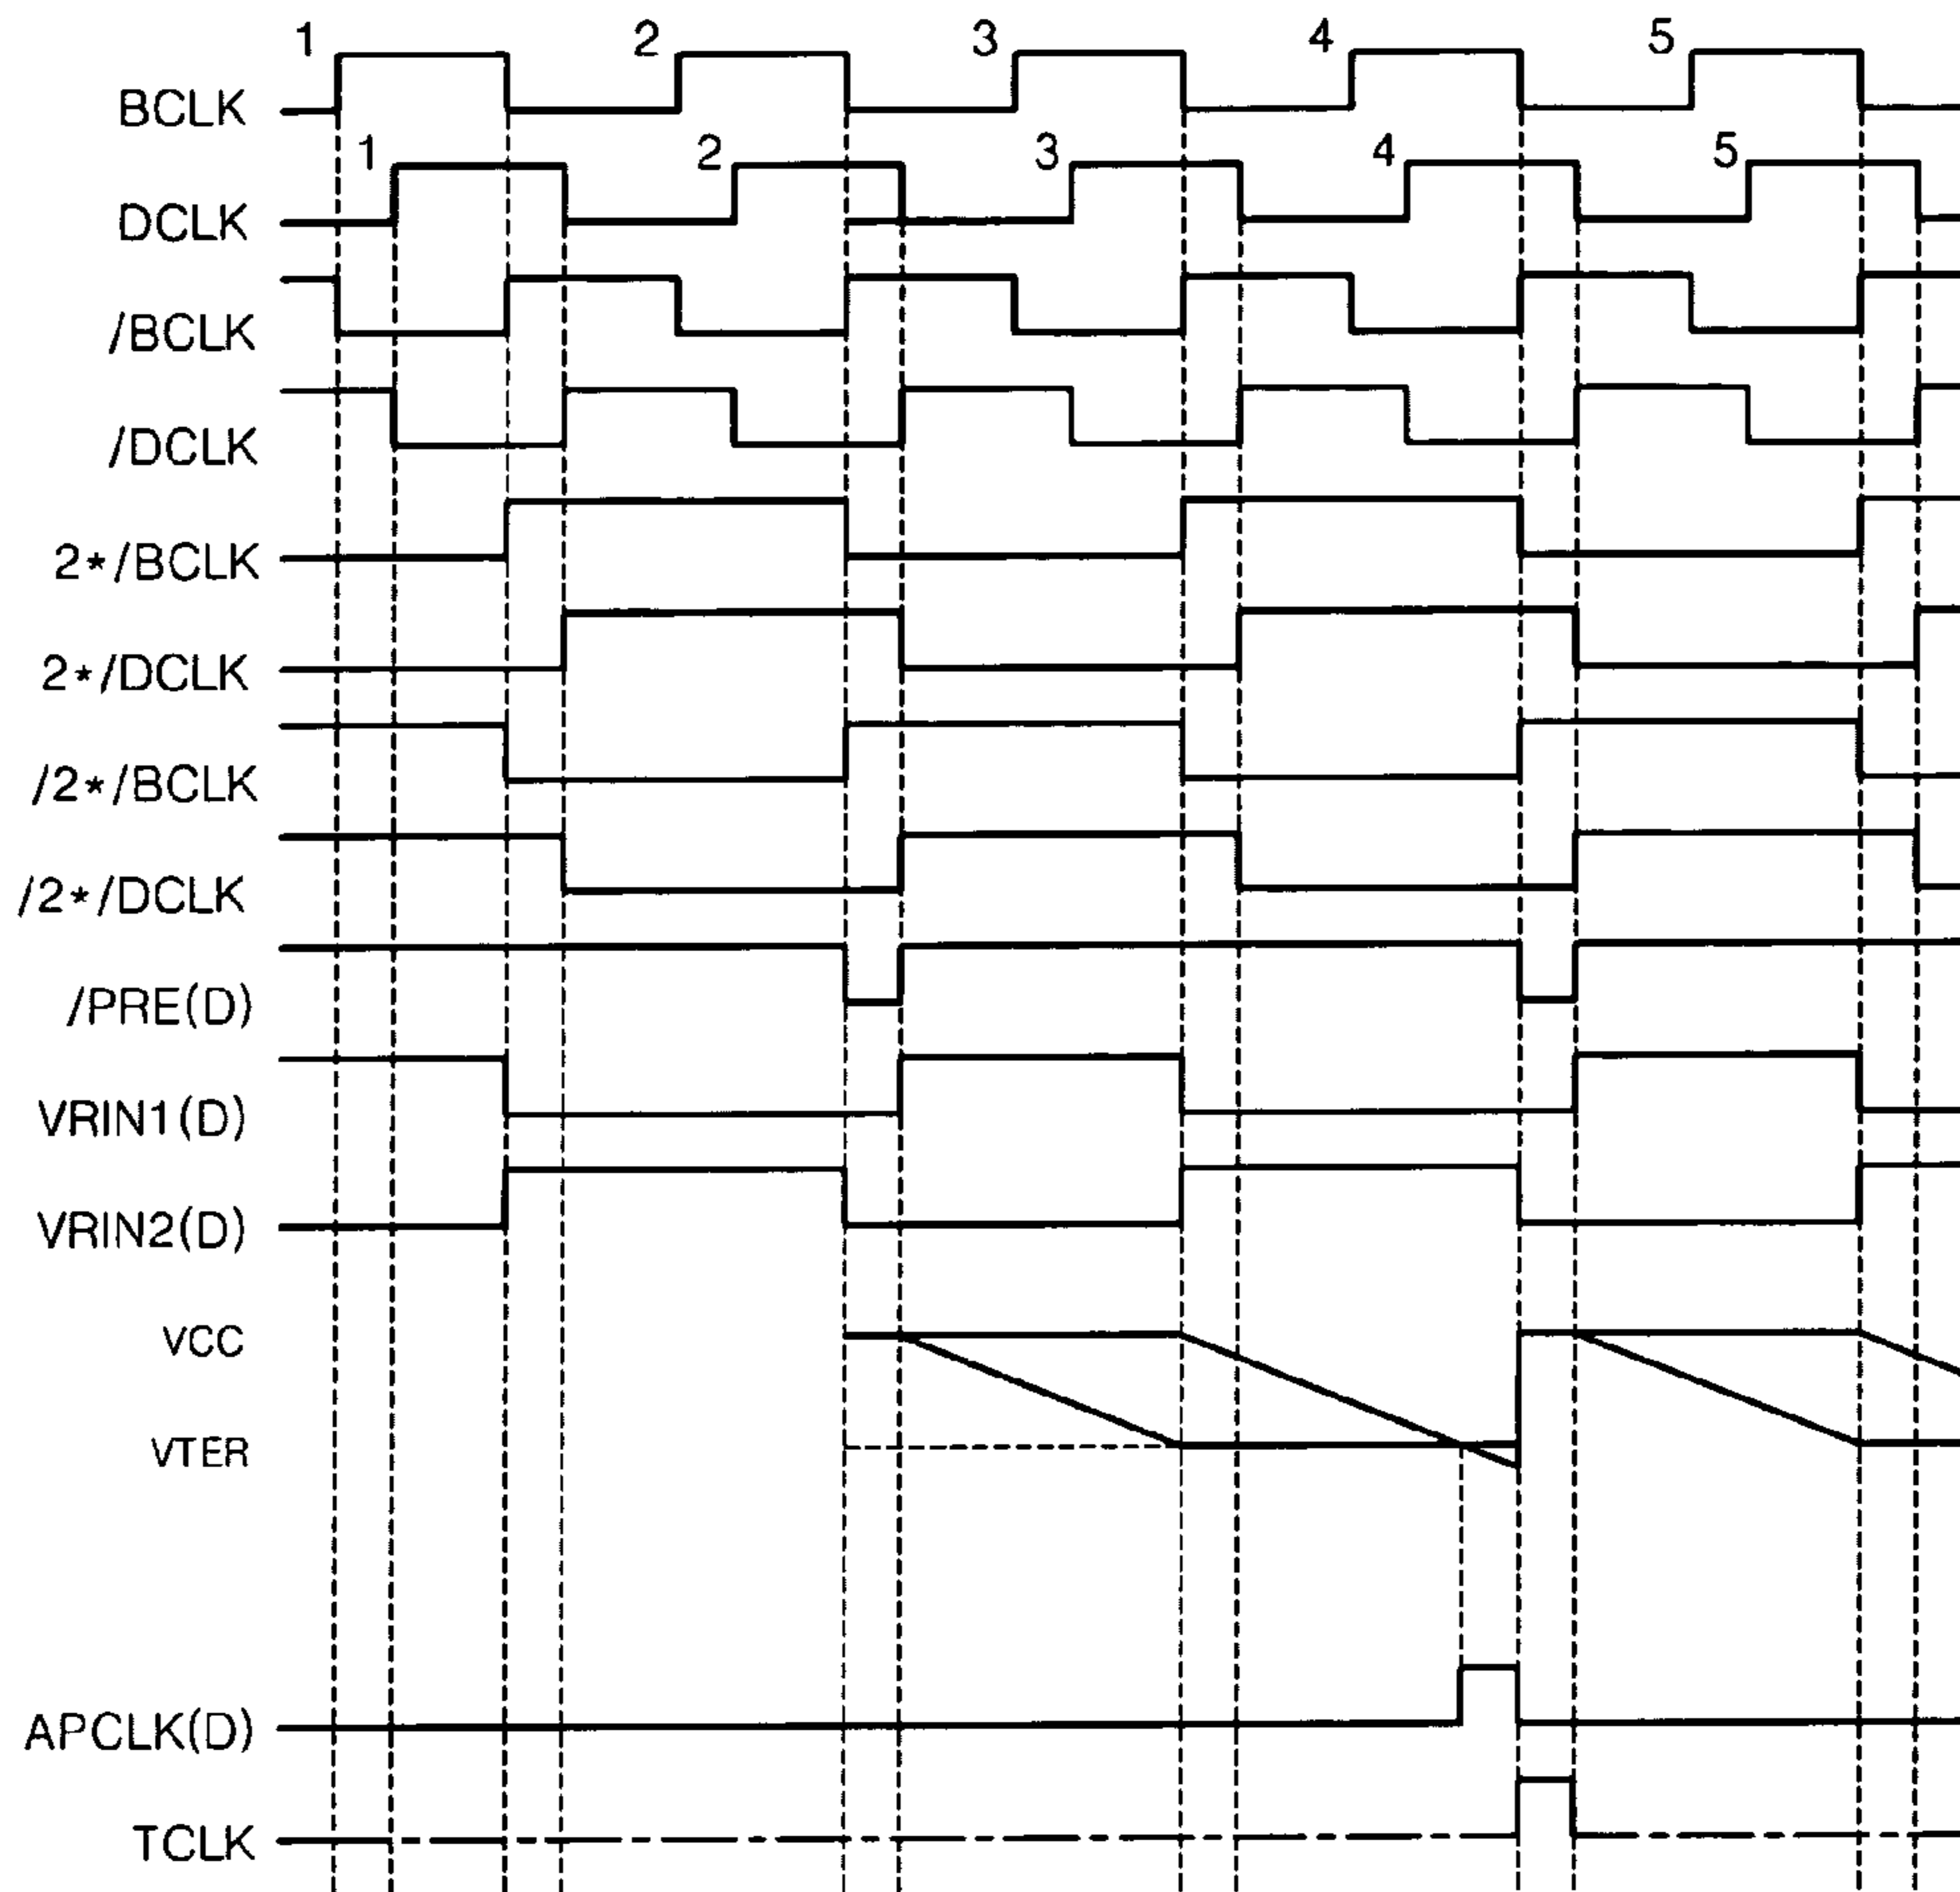 1 2 3 4 5
BCLK
1 2 3 4 5
DCLK
/BCLK
/DCLK
2*/BCLK
2*/DCLK
/2*/BCLK
/2*/DCLK
/PRE(D)
VRIN1(D)
VRIN2(D)
VCC
VTER
APCLK(D)
TCLK